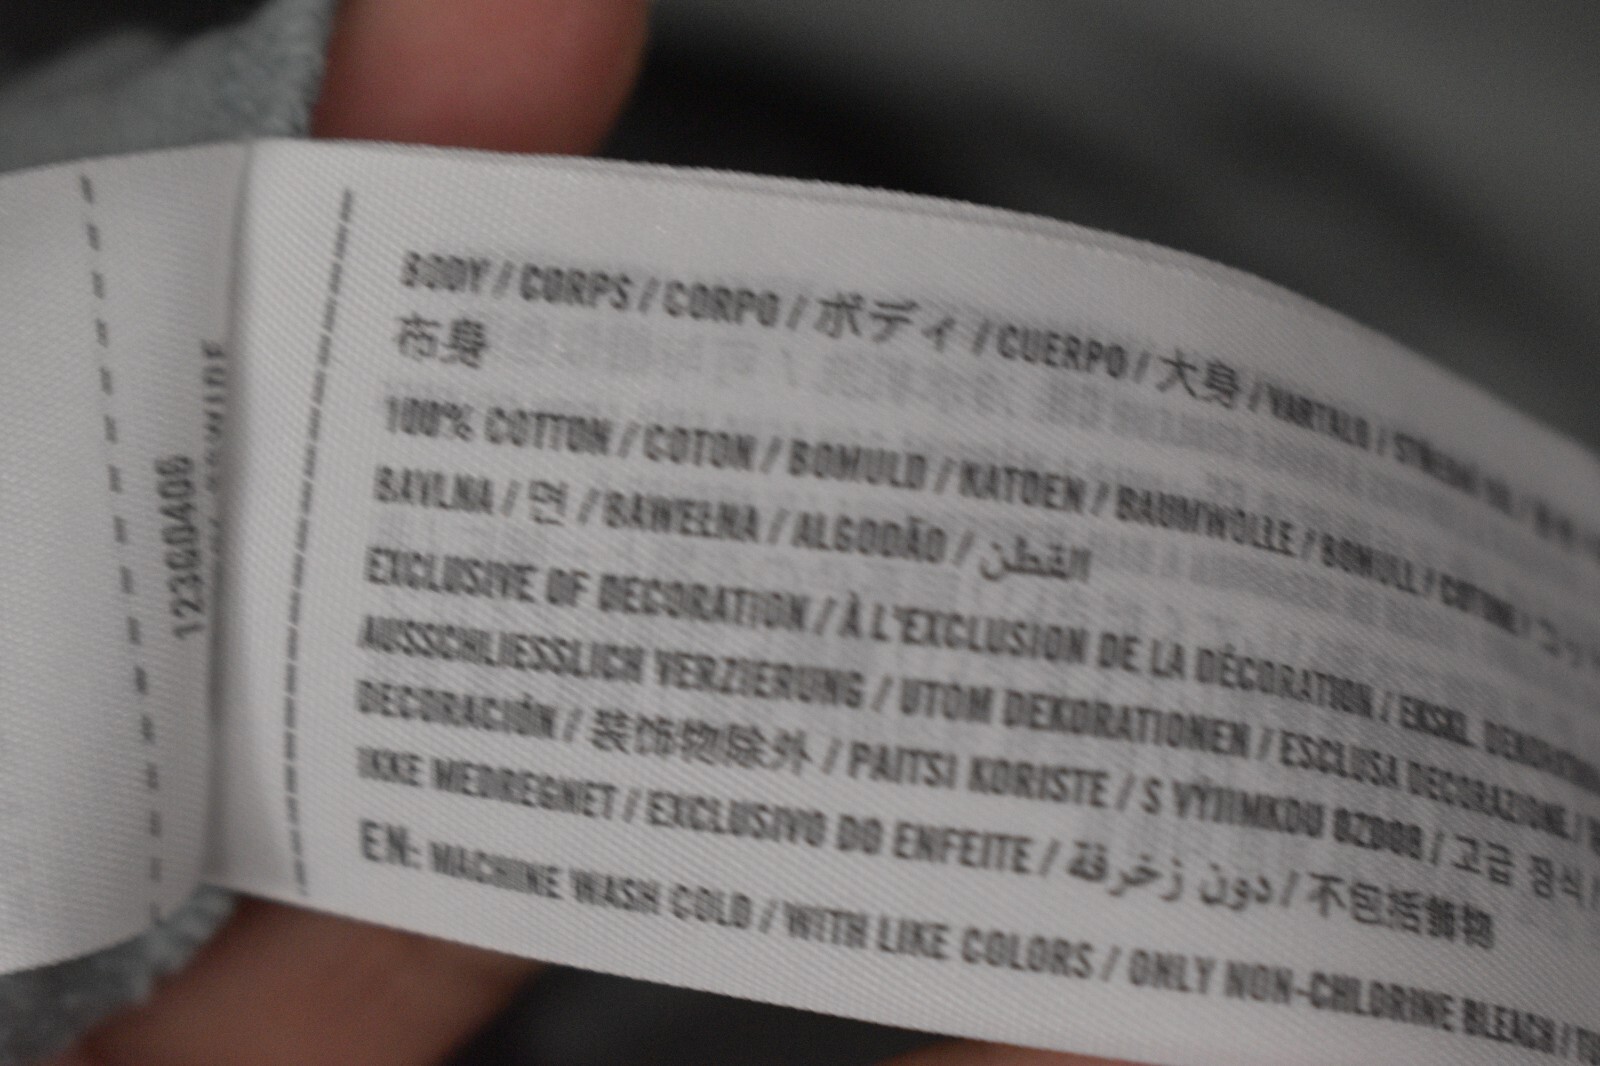 BODY / CORPS / CORPO / ボディ / CUERPO / 大身 / VARTALO /
布身
100% COTTON / COTON / BOMULD / KATOEN / BAUMWOLLE / BOMULL / COTONE /
BAVLNA / 면 / BAWEŁNA / ALGODÃO / القطن
EXCLUSIVE OF DECORATION / À L'EXCLUSION DE LA DÉCORATION / EKSKL.
AUSSCHLIESSLICH VERZIERUNG / UTOM DEKORATIONEN / ESCLUSA DECORAZIONE /
DECORACIÓN / 装饰物除外 / PAITSI KORISTE / S VÝJIMKOU OZDOB / 고급 장식 /
IKKE MEDREGNET / EXCLUSIVO DO ENFEITE / دون زخرفة / 不包括飾物
EN: MACHINE WASH COLD / WITH LIKE COLORS / ONLY NON-CHLORINE BLEACH /